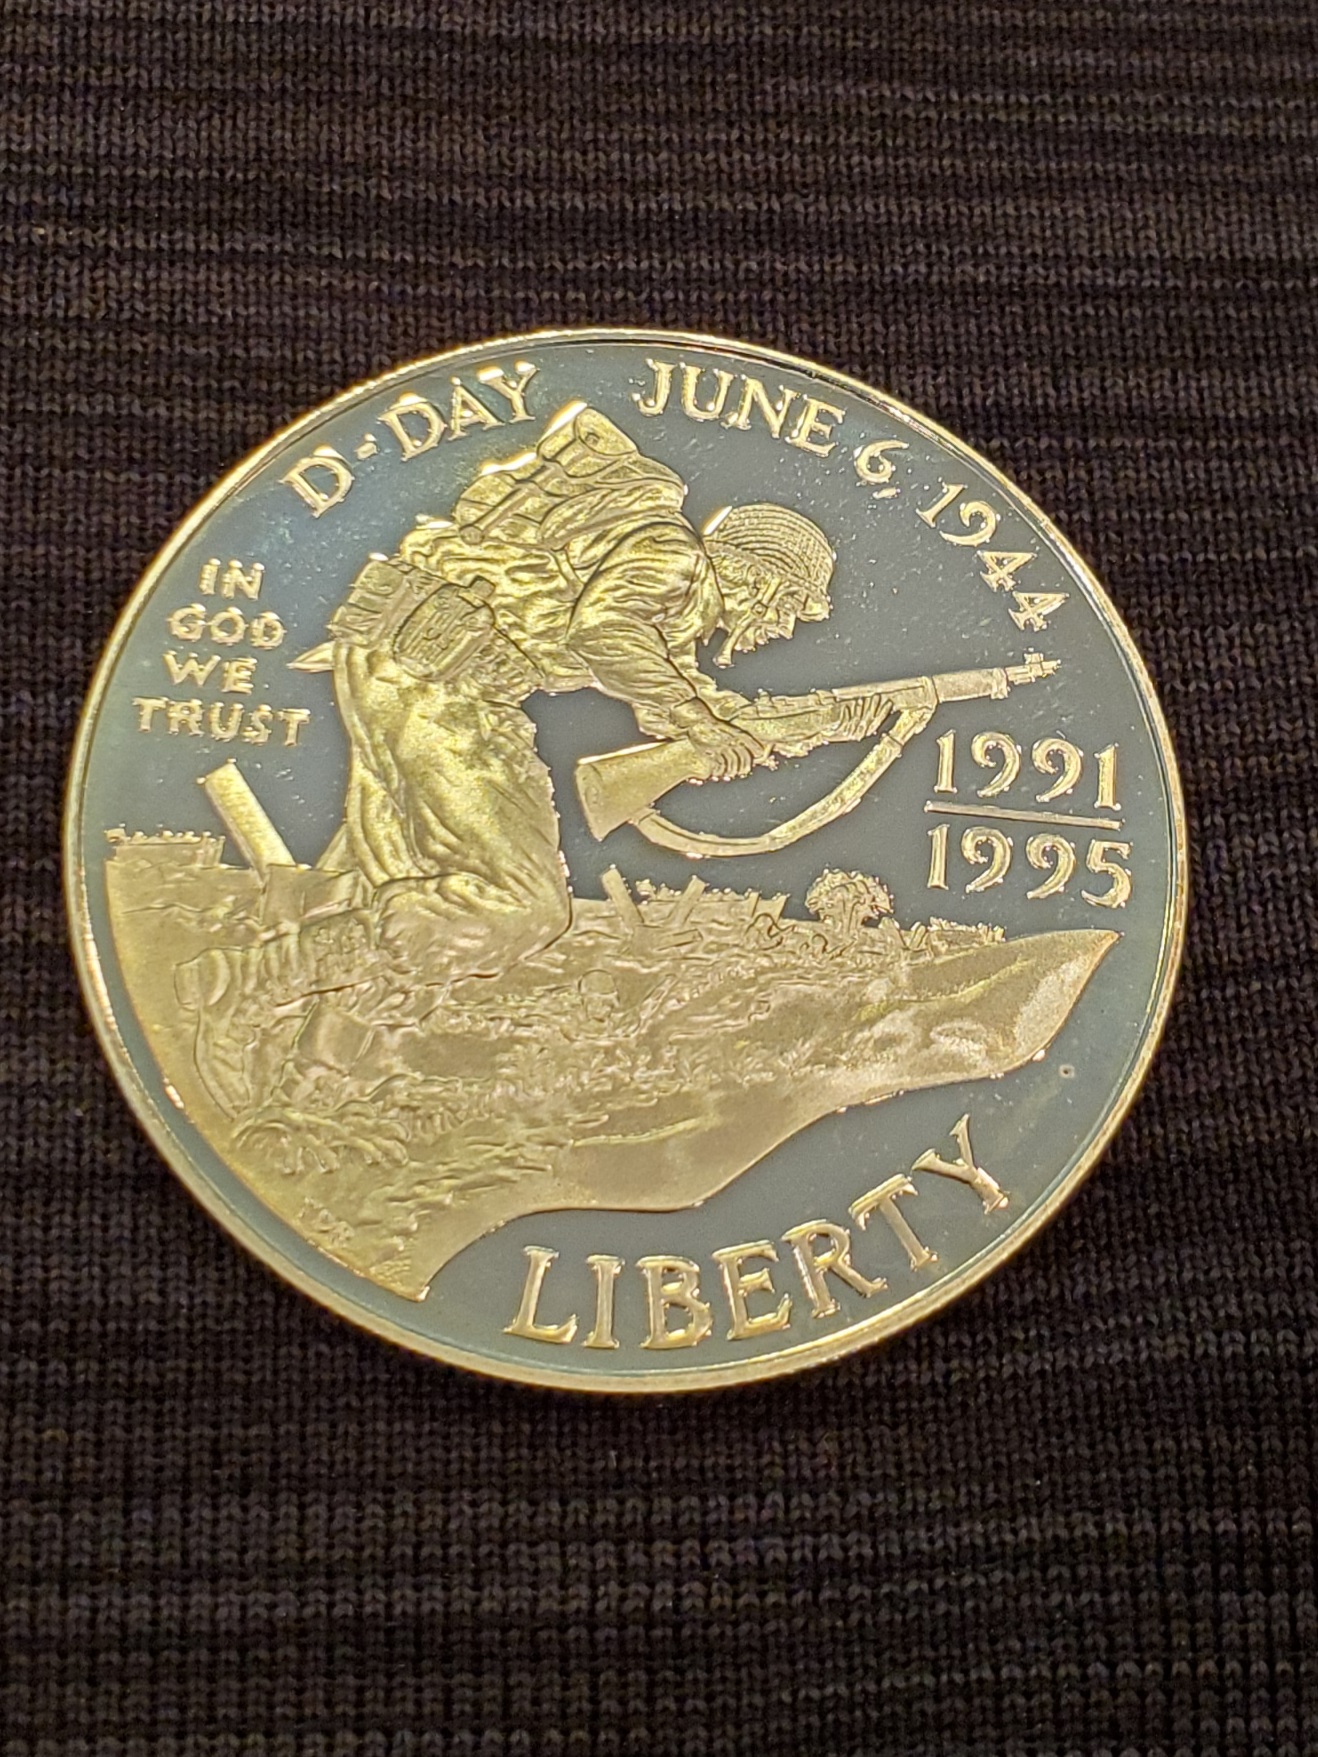 D-DAY JUNE 6, 1944
IN
GOD
WE
TRUST
1991
1995
LIBERTY